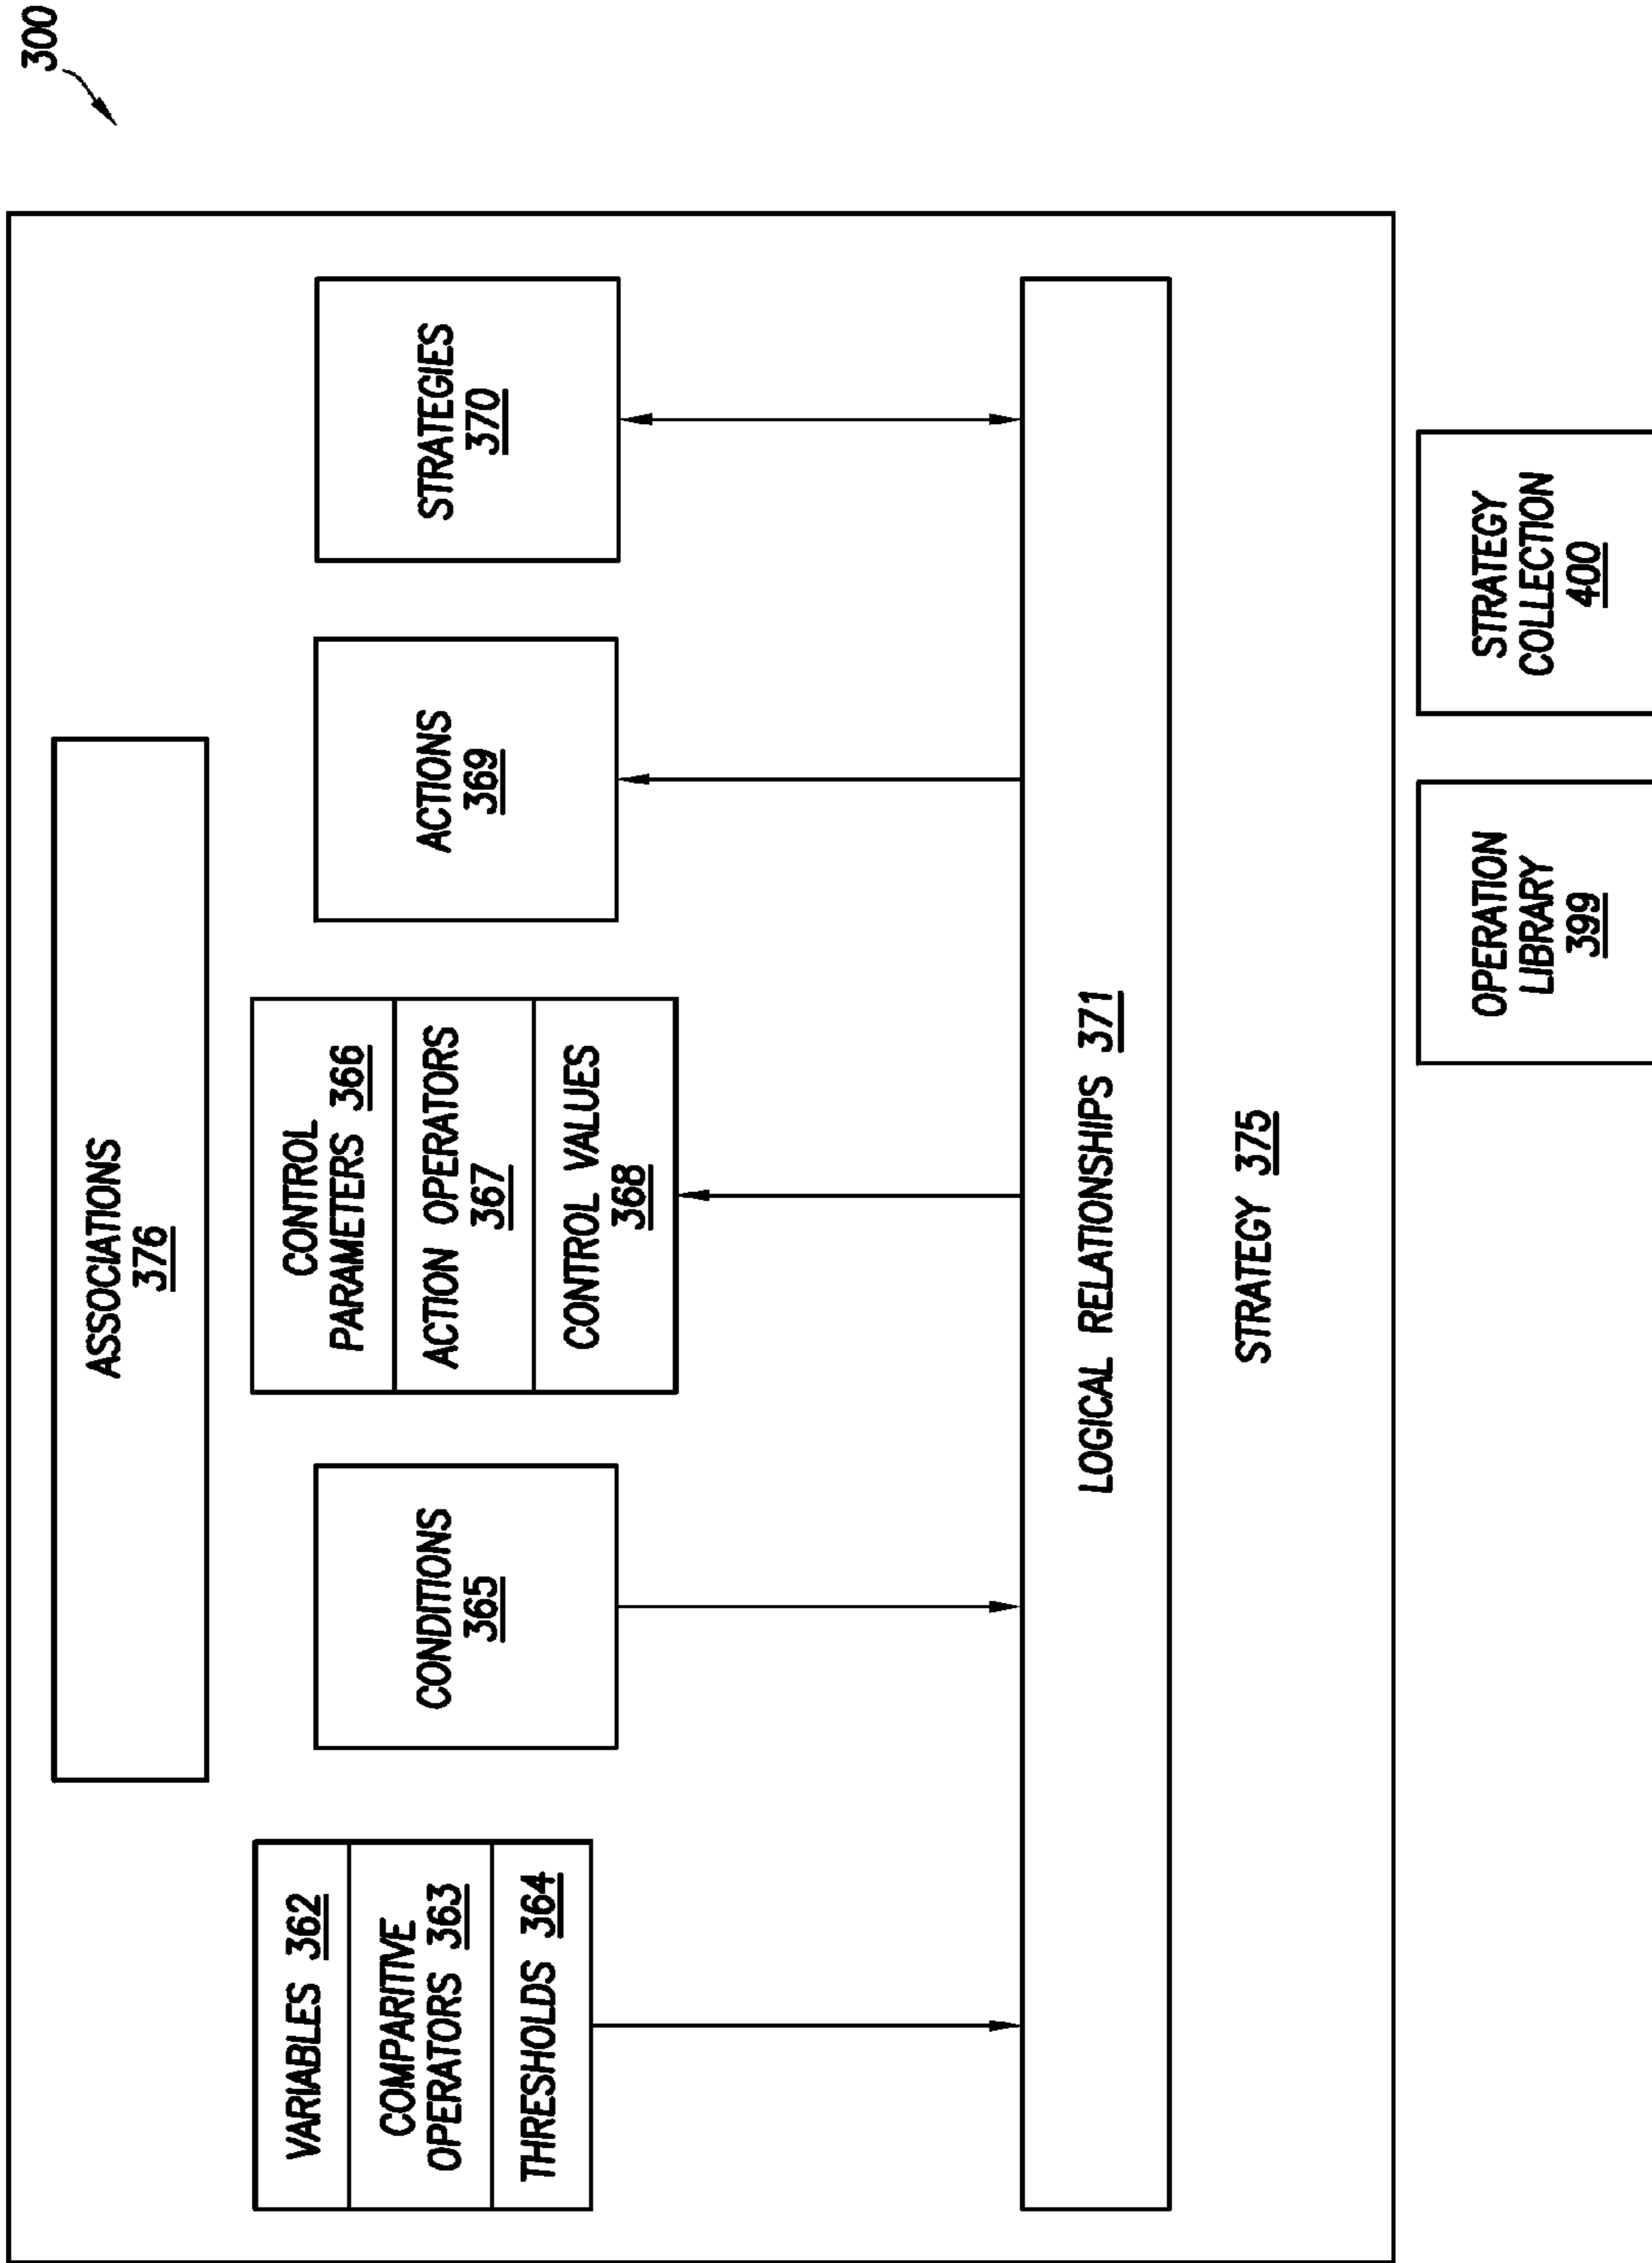 300
ASSOCIATIONS
376
VARIABLES 362
COMPARITIVE
OPERATORS 363
THRESHOLDS 364
CONDITIONS
365
CONTROL
PARAMETERS 366
ACTION OPERATORS
367
CONTROL VALUES
368
ACTIONS
369
STRATEGIES
370
LOGICAL RELATIONSHIPS 371
STRATEGY 375
OPERATION
LIBRARY
399
STRATEGY
COLLECTION
400